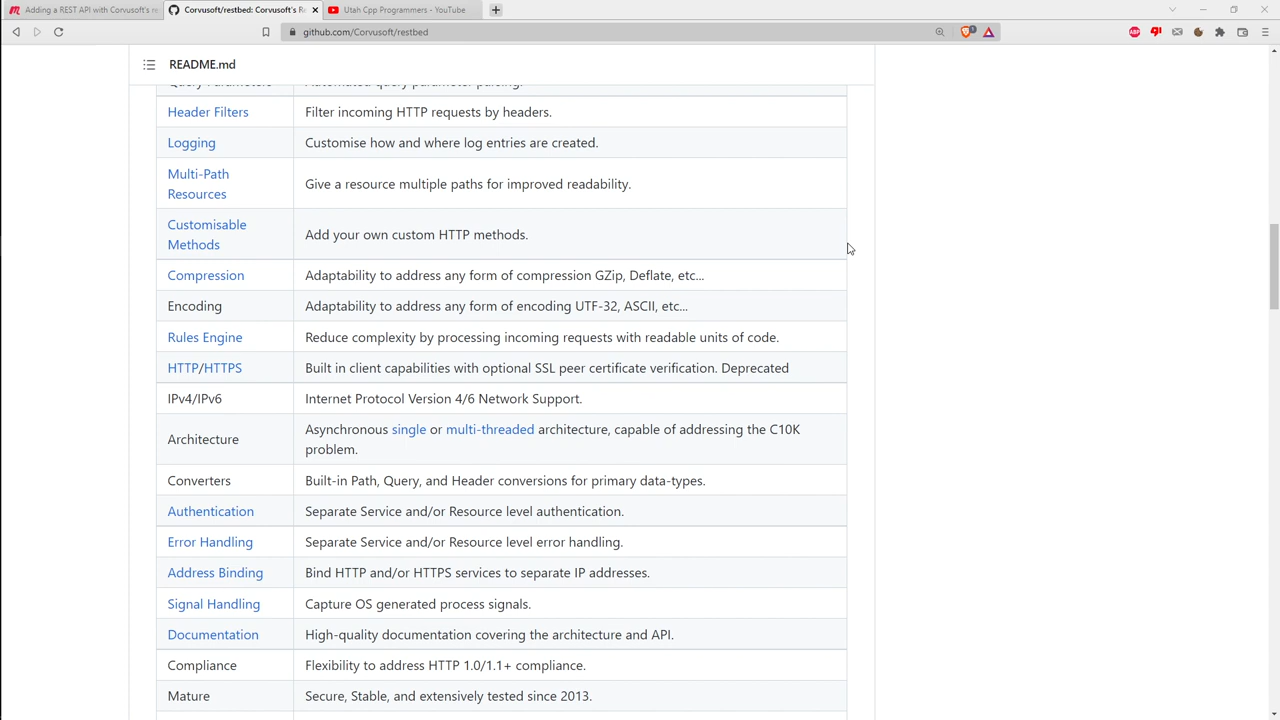 Adding a REST API with Corvusoft's re
Corvusoft/restbed: Corvusoft's Re
Utah Cpp Programmers - YouTube
github.com/Corvusoft/restbed
README.md
Query Parameters Automated query parameter parsing.
Header Filters Filter incoming HTTP requests by headers.
Logging Customise how and where log entries are created.
Multi-Path
Resources
Give a resource multiple paths for improved readability.
Customisable
Methods
Add your own custom HTTP methods.
Compression Adaptability to address any form of compression GZip, Deflate, etc...
Encoding Adaptability to address any form of encoding UTF-32, ASCII, etc...
Rules Engine Reduce complexity by processing incoming requests with readable units of code.
HTTP/HTTPS Built in client capabilities with optional SSL peer certificate verification. Deprecated
IPv4/IPv6 Internet Protocol Version 4/6 Network Support.
Architecture
Asynchronous single or multi-threaded architecture, capable of addressing the C10K
problem.
Converters Built-in Path, Query, and Header conversions for primary data-types.
Authentication Separate Service and/or Resource level authentication.
Error Handling Separate Service and/or Resource level error handling.
Address Binding Bind HTTP and/or HTTPS services to separate IP addresses.
Signal Handling Capture OS generated process signals.
Documentation High-quality documentation covering the architecture and API.
Compliance Flexibility to address HTTP 1.0/1.1+ compliance.
Mature Secure, Stable, and extensively tested since 2013.